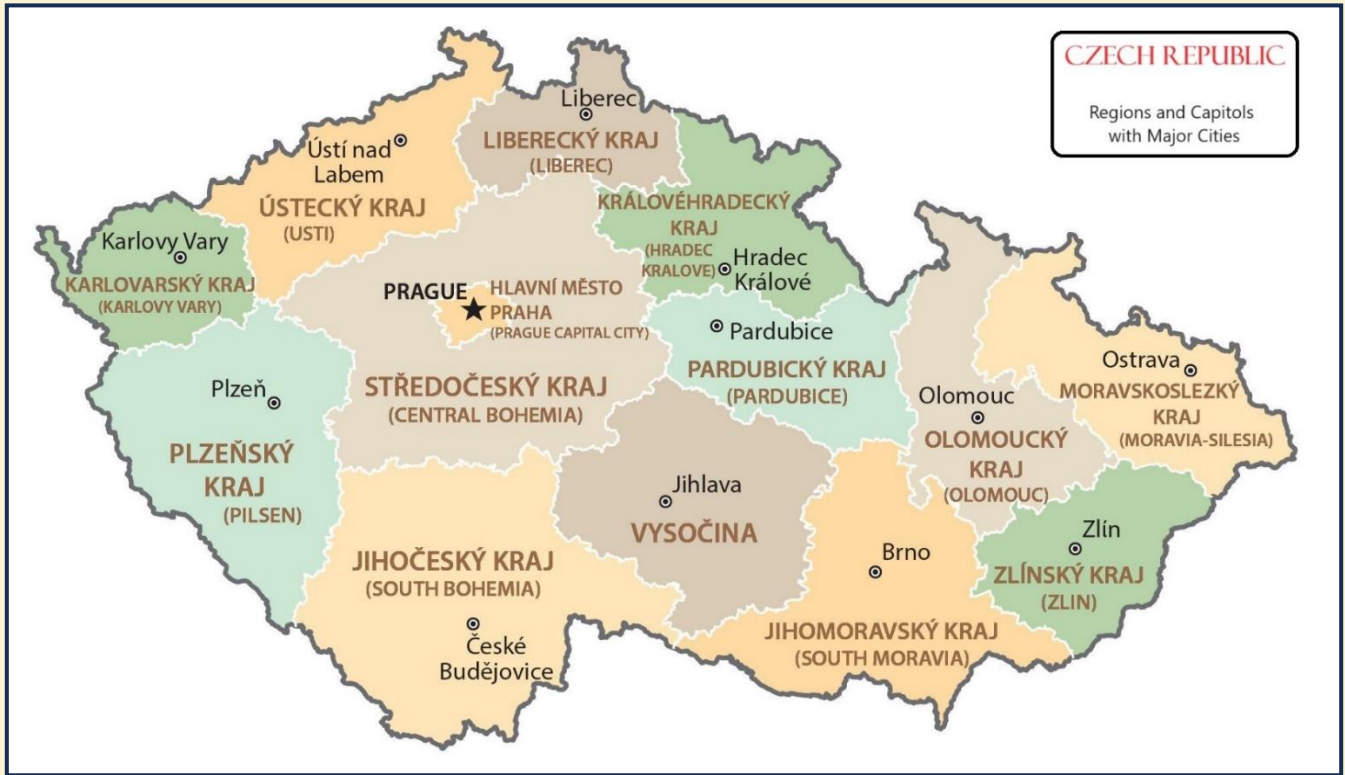 CZECH REPUBLIC
Regions and Capitols
with Major Cities
Liberec
LIBERECKÝ KRAJ
(LIBEREC)
Ústí nad
Labem
ÚSTECKÝ KRAJ
(USTI)
KRÁLOVÉHRADECKÝ
KRAJ
(HRADEC
KRALOVE)
Hradec
Králové
Karlovy Vary
KARLOVARSKÝ KRAJ
(KARLOVY VARY)
PRAGUE
HLAVNÍ MĚSTO
PRAHA
(PRAGUE CAPITAL CITY)
STŘEDOČESKÝ KRAJ
(CENTRAL BOHEMIA)
Pardubice
PARDUBICKÝ KRAJ
(PARDUBICE)
Ostrava
MORAVSKOSLEZKÝ
KRAJ
(MORAVIA-SILESIA)
Olomouc
OLOMOUCKÝ
KRAJ
(OLOMOUC)
Plzeň
PLZEŇSKÝ
KRAJ
(PILSEN)
Jihlava
VYSOČINA
Zlín
ZLÍNSKÝ KRAJ
(ZLIN)
Brno
JIHOMORAVSKÝ KRAJ
(SOUTH MORAVIA)
JIHOČESKÝ KRAJ
(SOUTH BOHEMIA)
České
Budějovice